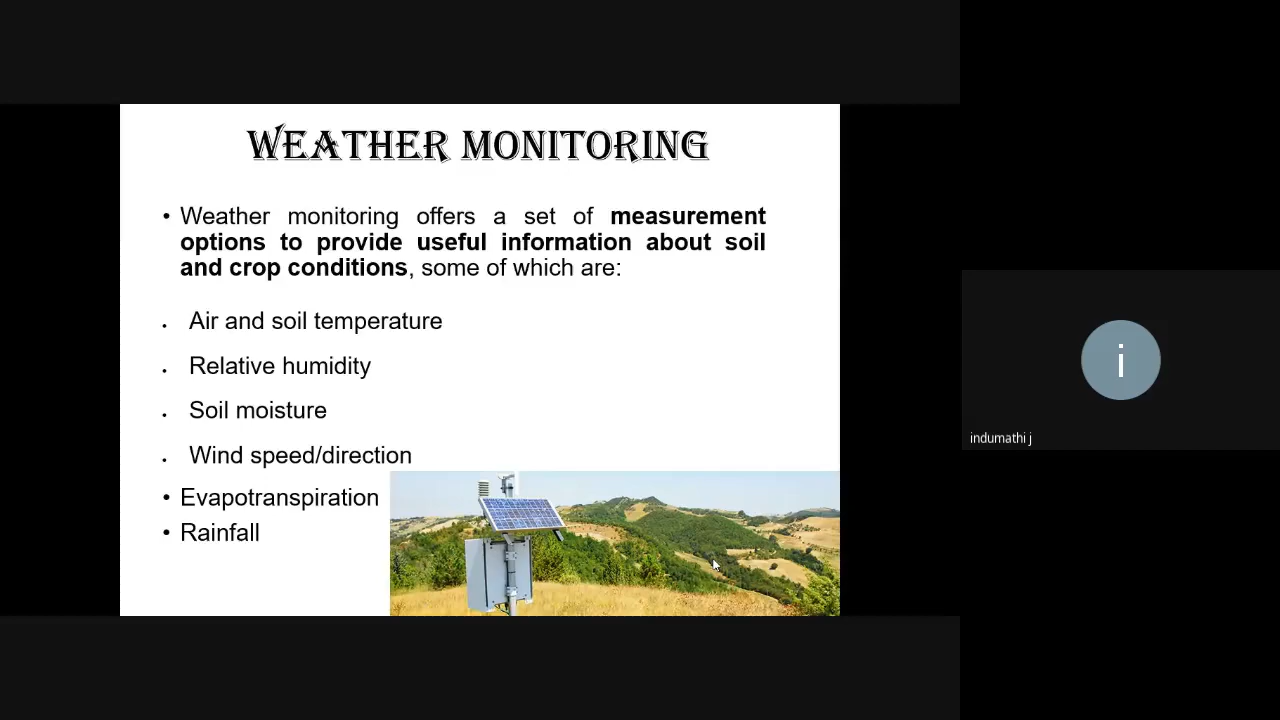 WEATHER MONITORING
• Weather monitoring offers a set of measurement
options to provide useful information about soil
and crop conditions, some of which are:
• Air and soil temperature
• Relative humidity
• Soil moisture
• Wind speed/direction
• Evapotranspiration
• Rainfall
i
indumathi j